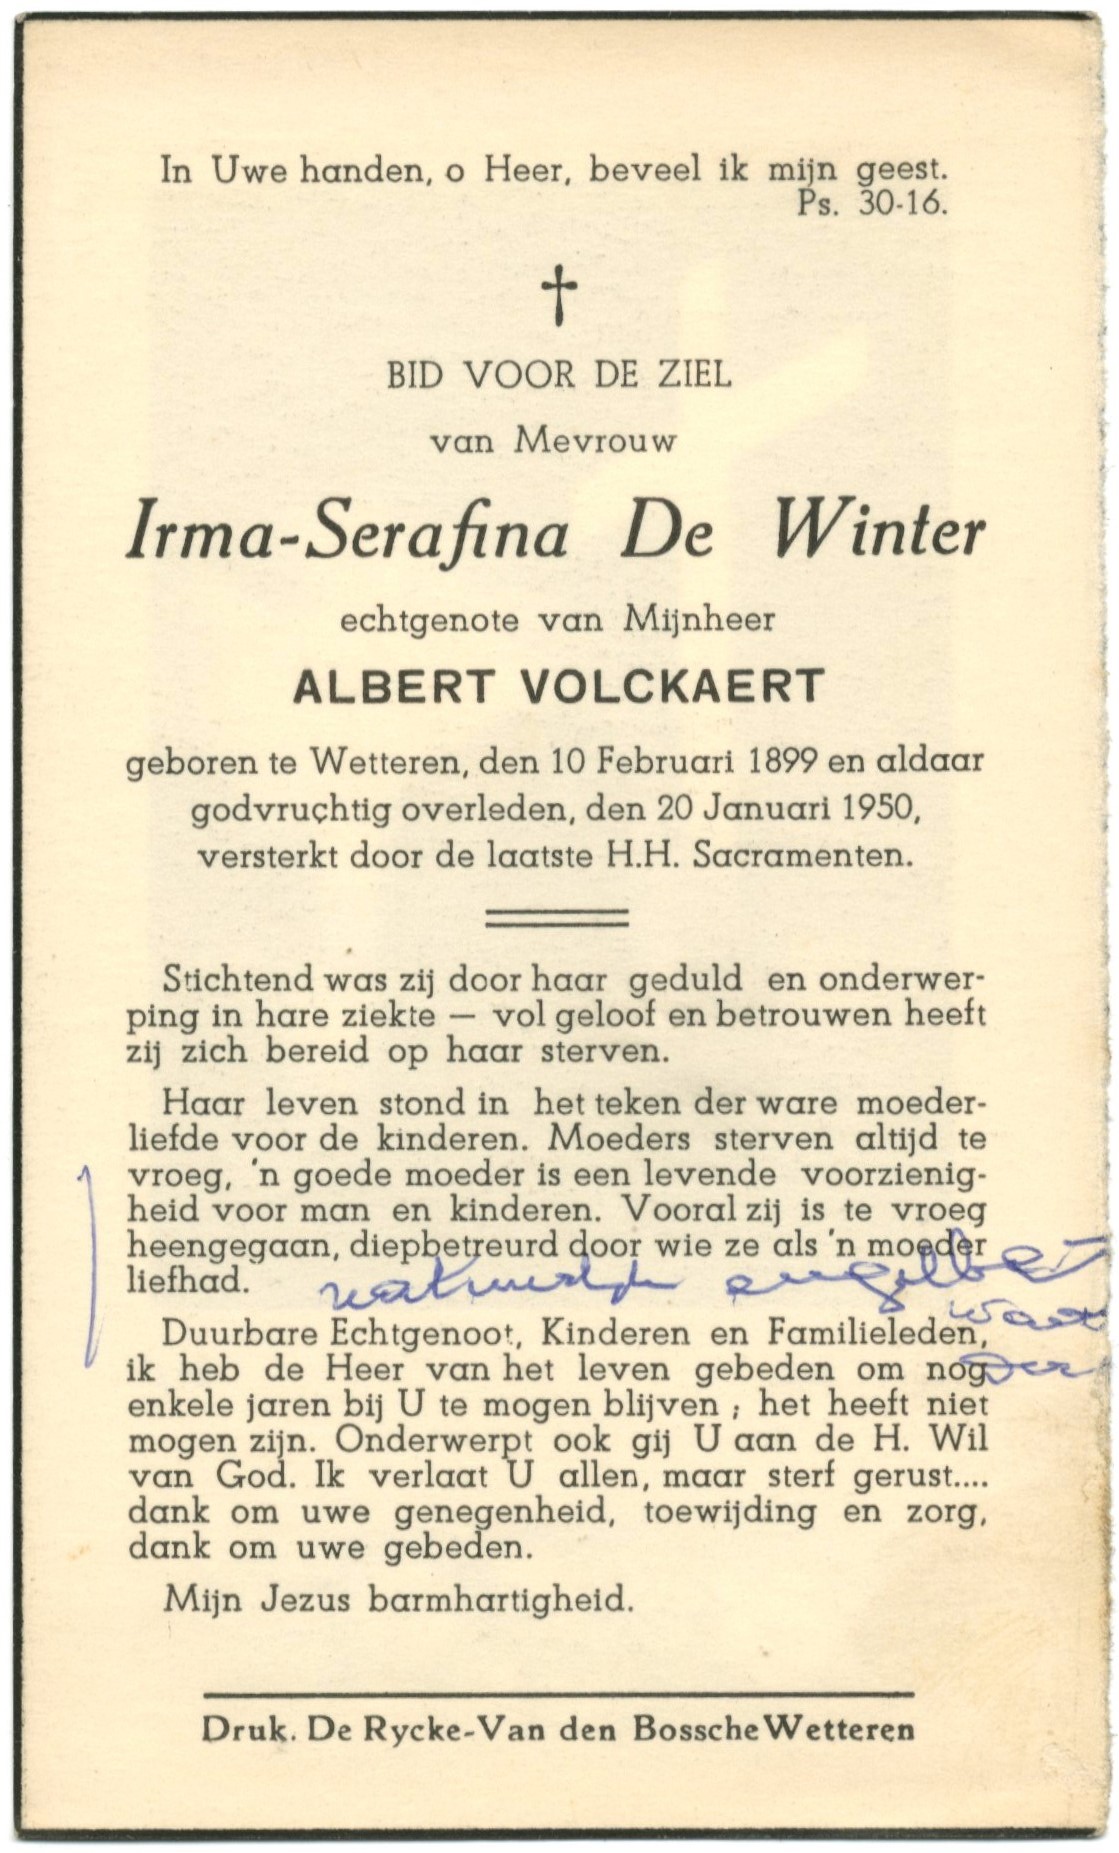 In Uwe handen, o Heer, beveel ik mijn geest.
Ps. 30-16.
BID VOOR DE ZIEL
van Mevrouw
Irma-Serafina De Winter
echtgenote van Mijnheer
ALBERT VOLCKAERT
geboren te Wetteren, den 10 Februari 1899 en aldaar
godvruchtig overleden, den 20 Januari 1950,
versterkt door de laatste H.H. Sacramenten.
Stichtend was zij door haar geduld en onderwer-
ping in hare ziekte — vol geloof en betrouwen heeft
zij zich bereid op haar sterven.
Haar leven stond in het teken der ware moeder-
liefde voor de kinderen. Moeders sterven altijd te
vroeg, 'n goede moeder is een levende voorzienig-
heid voor man en kinderen. Vooral zij is te vroeg
heengegaan, diepbetreurd door wie ze als 'n moeder
liefhad.
Duurbare Echtgenoot, Kinderen en Familieleden,
ik heb de Heer van het leven gebeden om nog
enkele jaren bij U te mogen blijven ; het heeft niet
mogen zijn. Onderwerpt ook gij U aan de H. Wil
van God. Ik verlaat U allen, maar sterf gerust....
dank om uwe genegenheid, toewijding en zorg,
dank om uwe gebeden.
Mijn Jezus barmhartigheid.
Druk. De Rycke-Van den Bossche Wetteren